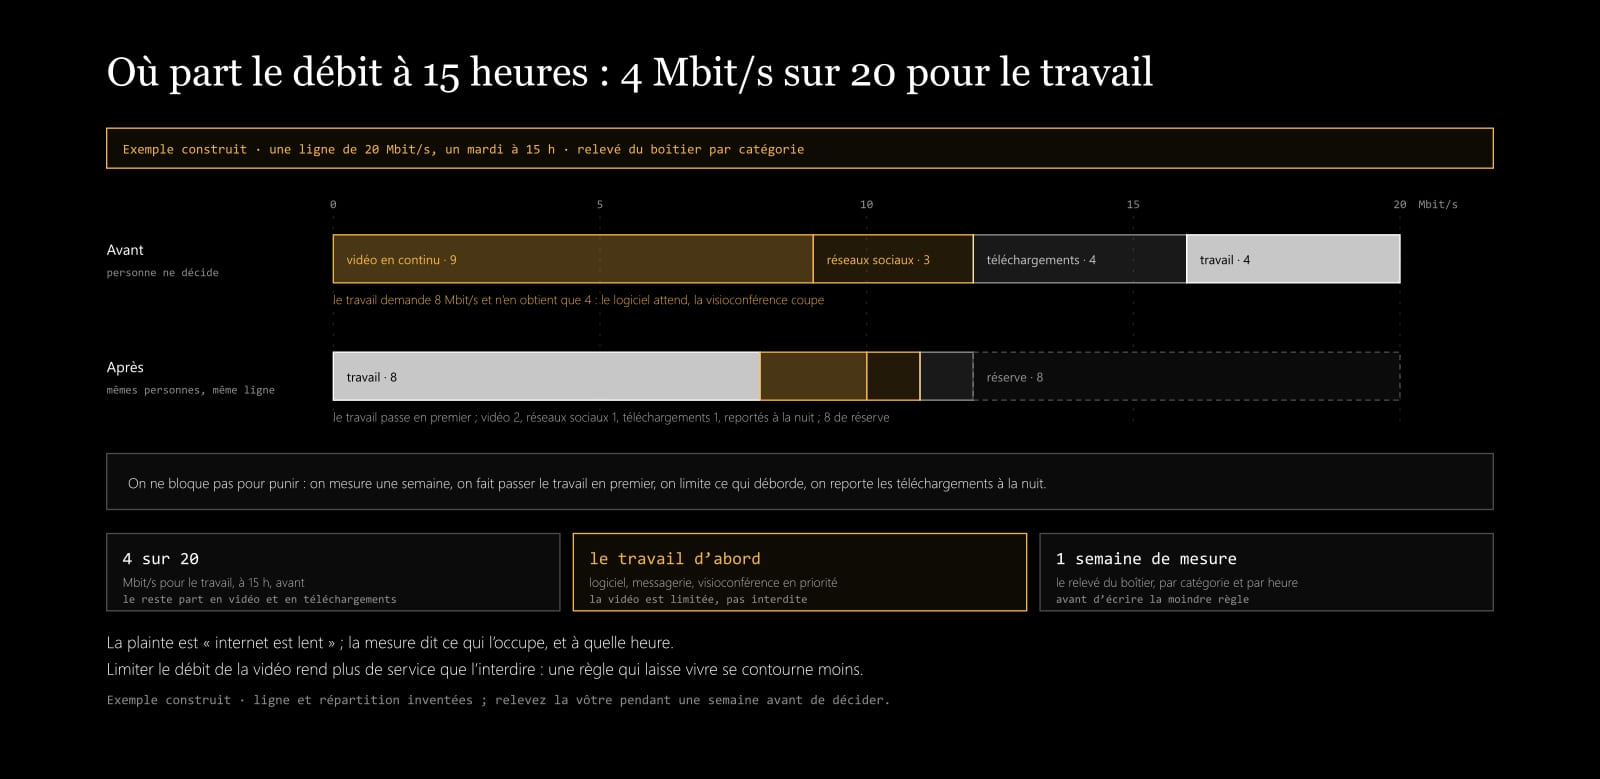 Où part le débit à 15 heures : 4 Mbit/s sur 20 pour le travail
Exemple construit · une ligne de 20 Mbit/s, un mardi à 15 h · relevé du boîtier par catégorie
0 5 10 15 20 Mbit/s
Avant
personne ne décide
vidéo en continu · 9
réseaux sociaux · 3
téléchargements · 4
travail · 4
le travail demande 8 Mbit/s et n'en obtient que 4 : le logiciel attend, la visioconférence coupe
Après
mêmes personnes, même ligne
travail · 8
réserve · 8
le travail passe en premier ; vidéo 2, réseaux sociaux 1, téléchargements 1, reportés à la nuit ; 8 de réserve
On ne bloque pas pour punir : on mesure une semaine, on fait passer le travail en premier, on limite ce qui déborde, on reporte les téléchargements à la nuit.
4 sur 20
Mbit/s pour le travail, à 15 h, avant
le reste part en vidéo et en téléchargements
le travail d’abord
logiciel, messagerie, visioconférence en priorité
la vidéo est limitée, pas interdite
1 semaine de mesure
le relevé du boîtier, par catégorie et par heure
avant d’écrire la moindre règle
La plainte est « internet est lent » ; la mesure dit ce qui l’occupe, et à quelle heure.
Limiter le débit de la vidéo rend plus de service que l’interdire : une règle qui laisse vivre se contourne moins.
Exemple construit · ligne et répartition inventées ; relevez la vôtre pendant une semaine avant de décider.